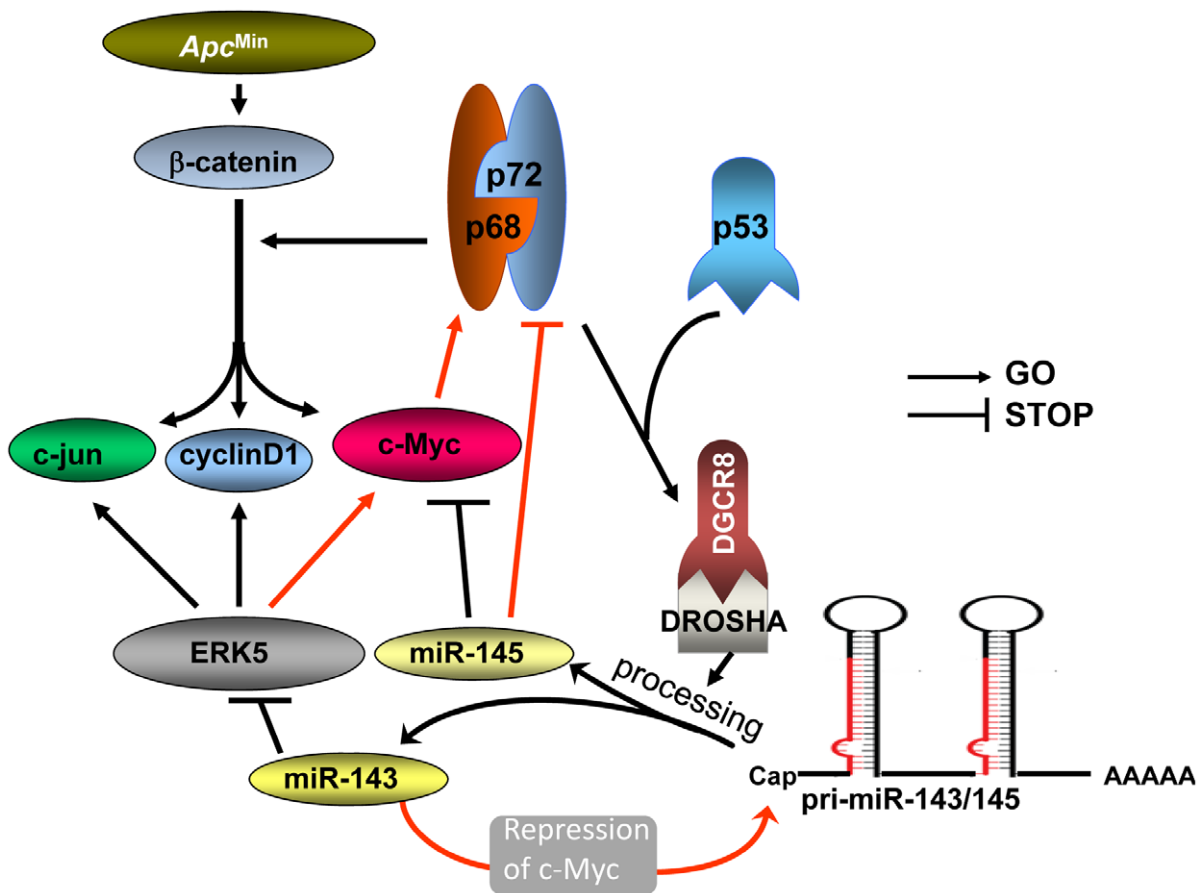 Apc^Min
β-catenin
p72
p68
p53
GO
STOP
c-jun
cyclinD1
c-Myc
DGCR8
DROSHA
ERK5
miR-145
processing
miR-143
Cap
AAAAA
pri-miR-143/145
Repression
of c-Myc